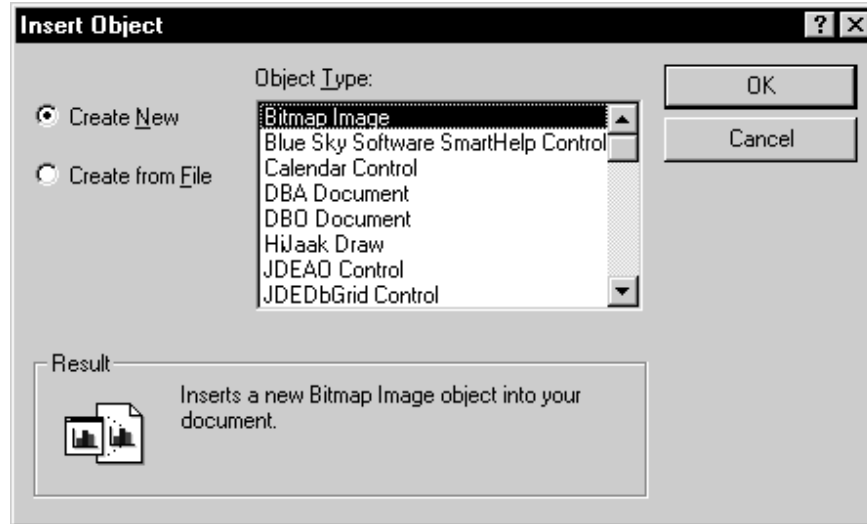 Insert Object
Object Type:
Create New
Create from File
Bitmap Image
Blue Sky Software SmartHelp Control
Calendar Control
DBA Document
DBO Document
HiJaak Draw
JDEAO Control
JDEDbGrid Control
OK
Cancel
Result
Inserts a new Bitmap Image object into your
document.